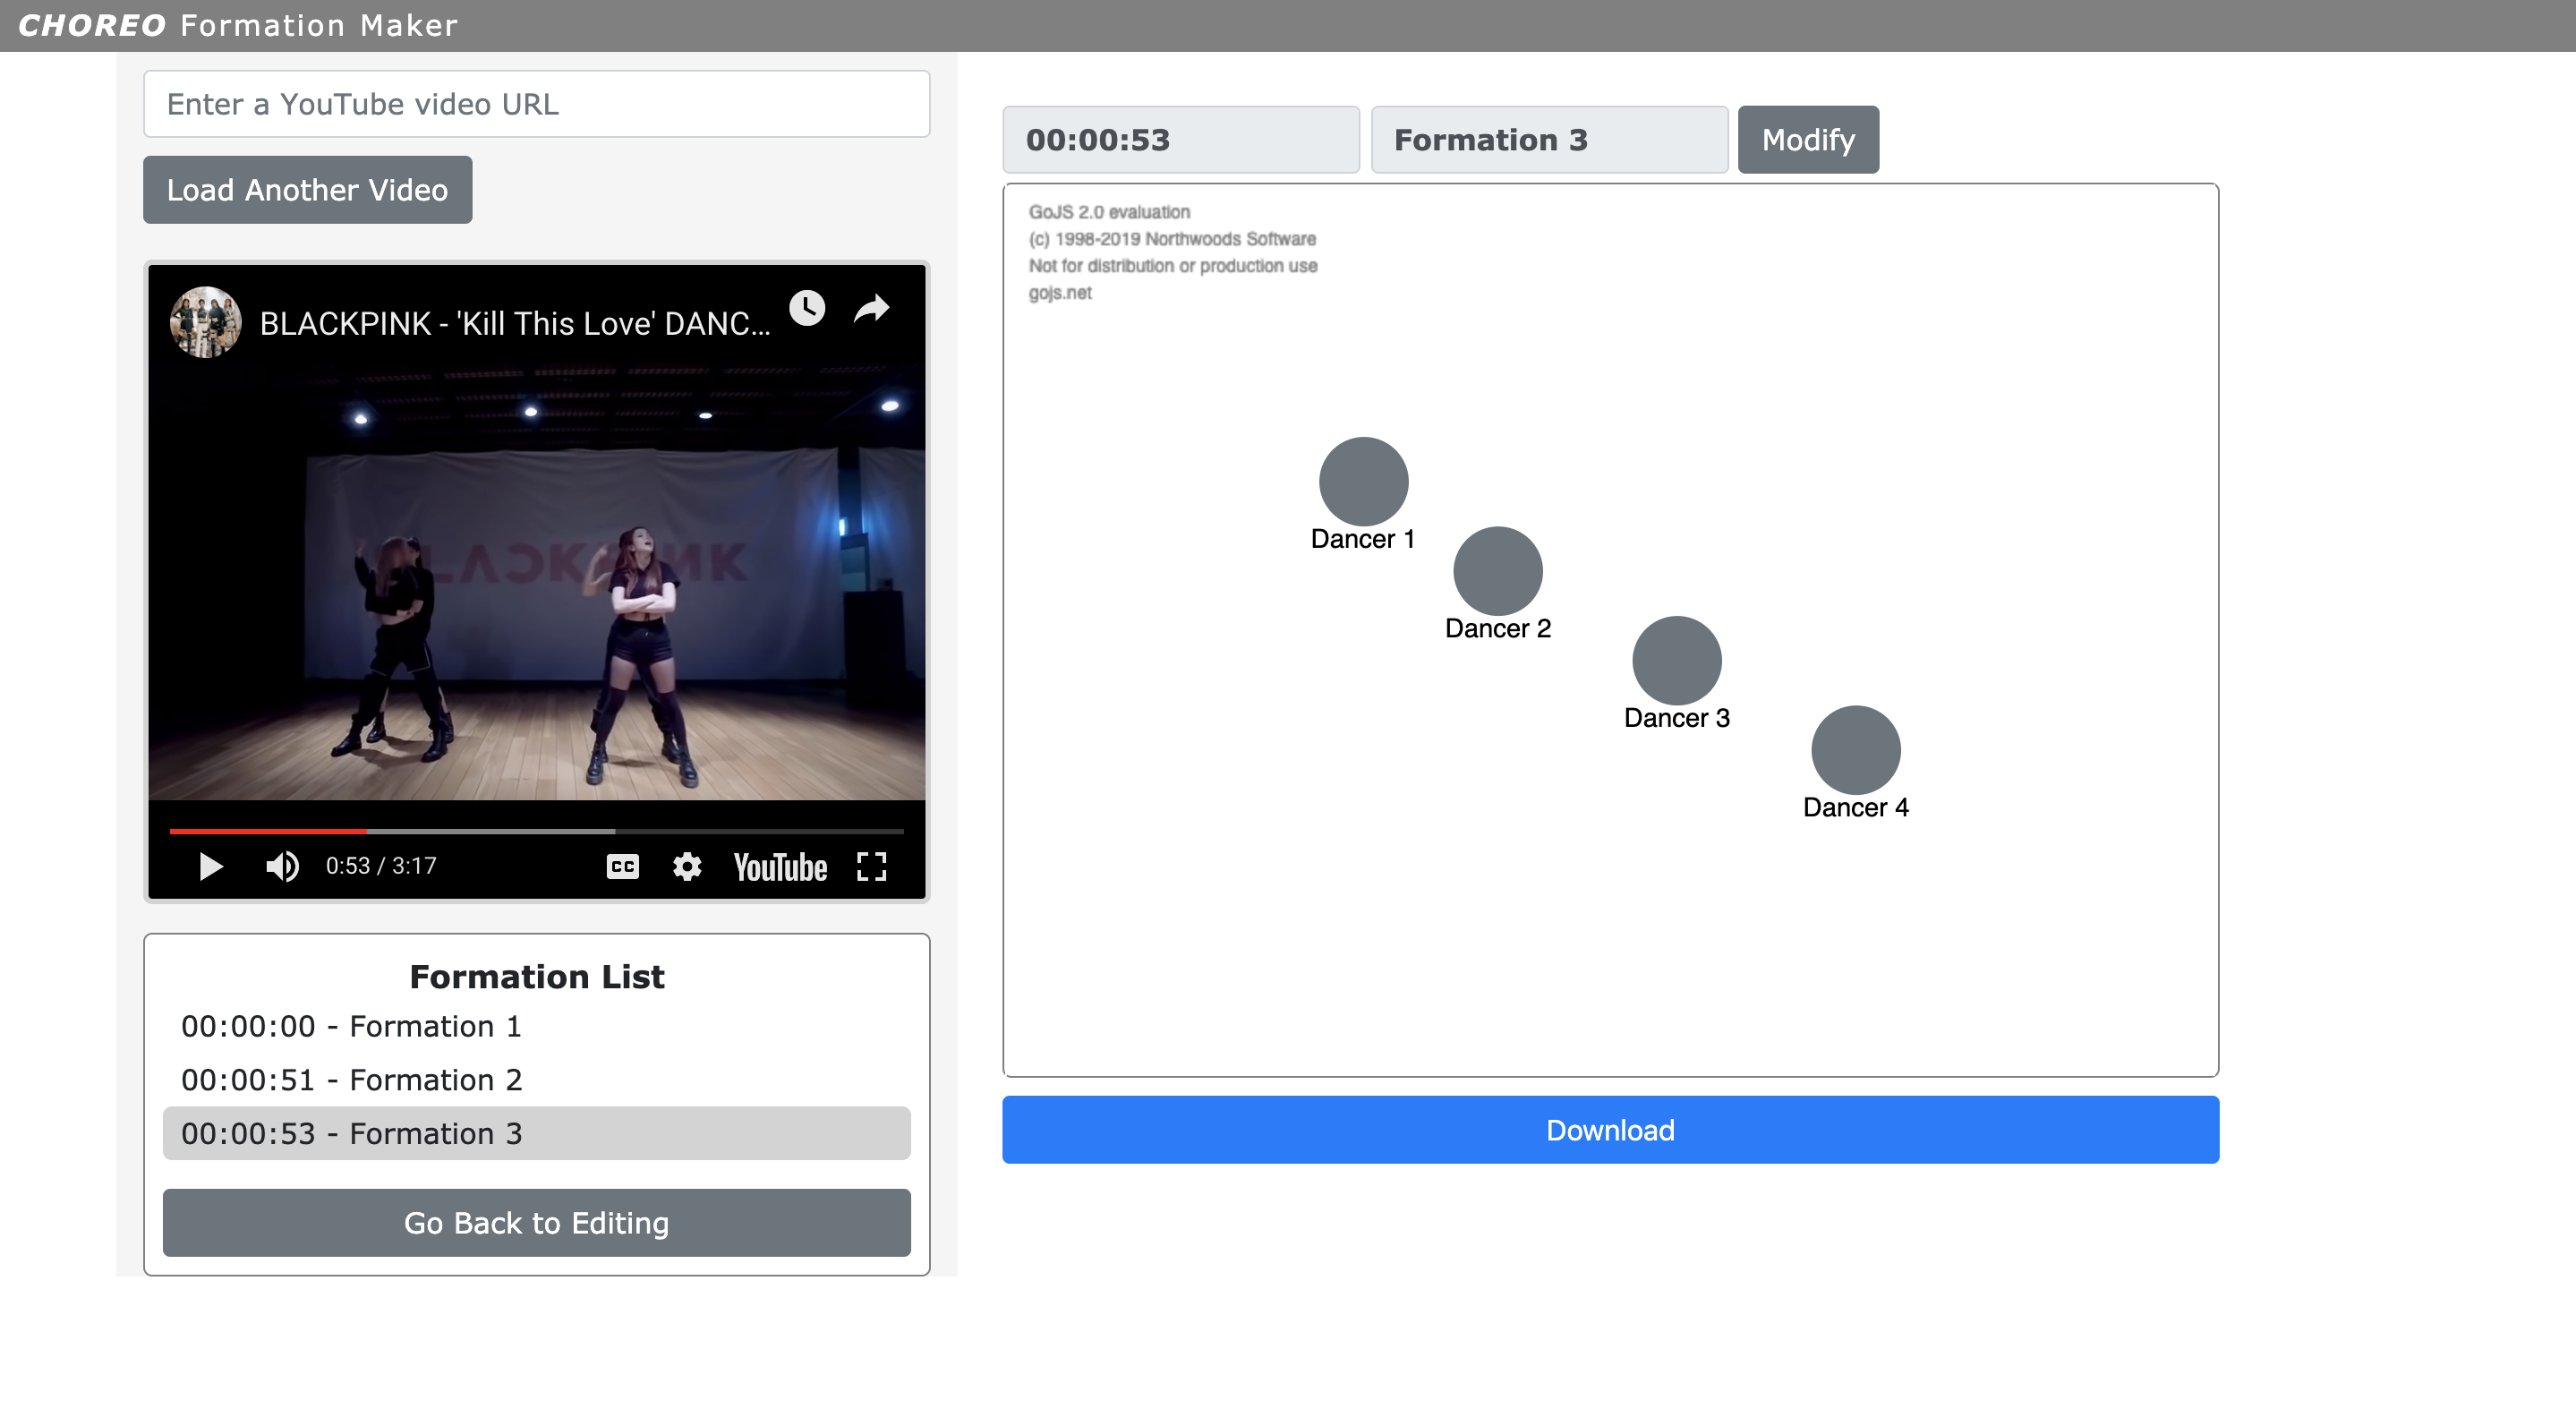 CHOREO Formation Maker
Enter a YouTube video URL
Load Another Video
BLACKPINK - 'Kill This Love' DANC...
0:53 / 3:17
CC
YouTube
Formation List
00:00:00 - Formation 1
00:00:51 - Formation 2
00:00:53 - Formation 3
Go Back to Editing
00:00:53
Formation 3
Modify
GoJS 2.0 evaluation
(c) 1998-2019 Northwoods Software
Not for distribution or production use
gojs.net
Dancer 1
Dancer 2
Dancer 3
Dancer 4
Download